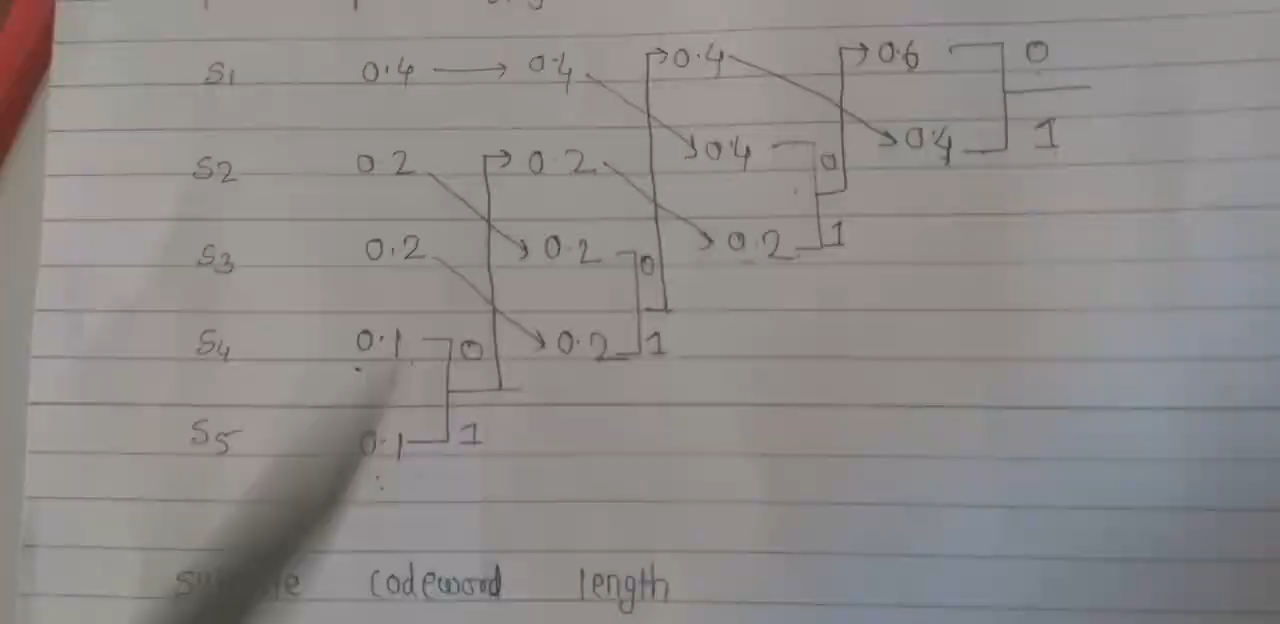 S1 0.4 0.4 0.4 0.6 0
0.4 0.4 1
S2 0.2 0.2 0
S3 0.2 0.2 0 0.2 1
S4 0.1 0 0.2 1
S5 0.1 1
codeword length